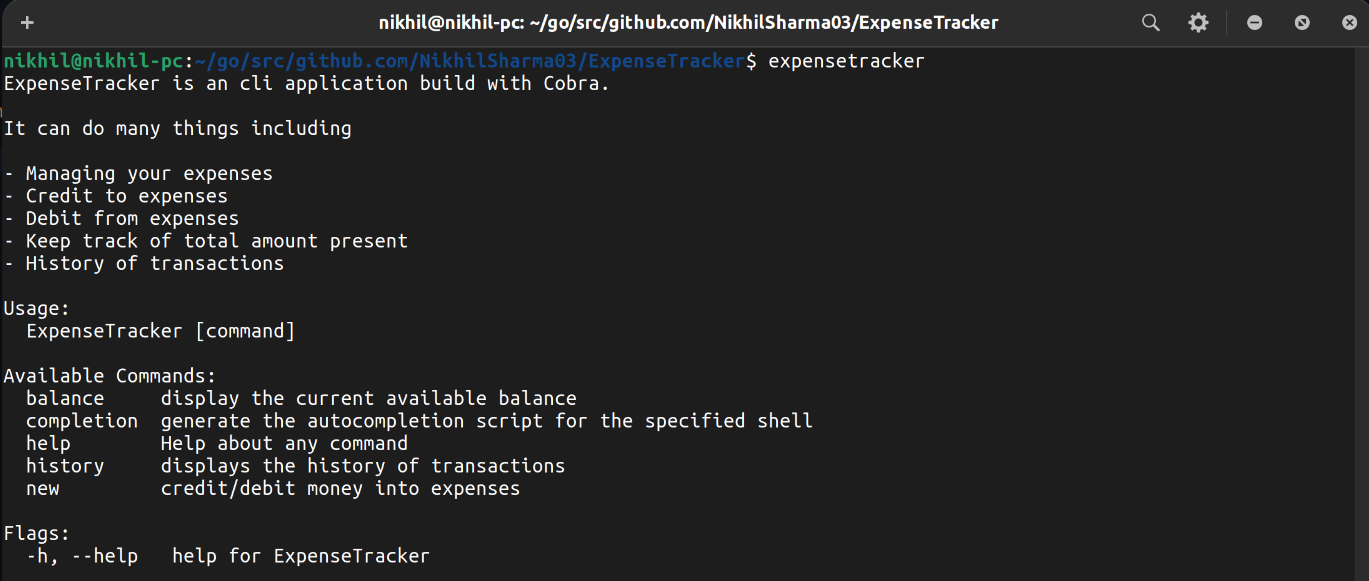 nikhil@nikhil-pc: ~/go/src/github.com/NikhilSharma03/ExpenseTracker
nikhil@nikhil-pc:~/go/src/github.com/NikhilSharma03/ExpenseTracker$ expensetracker
ExpenseTracker is an cli application build with Cobra.
It can do many things including
- Managing your expenses
- Credit to expenses
- Debit from expenses
- Keep track of total amount present
- History of transactions
Usage:
  ExpenseTracker [command]
Available Commands:
  balance     display the current available balance
  completion  generate the autocompletion script for the specified shell
  help        Help about any command
  history     displays the history of transactions
  new         credit/debit money into expenses
Flags:
  -h, --help   help for ExpenseTracker